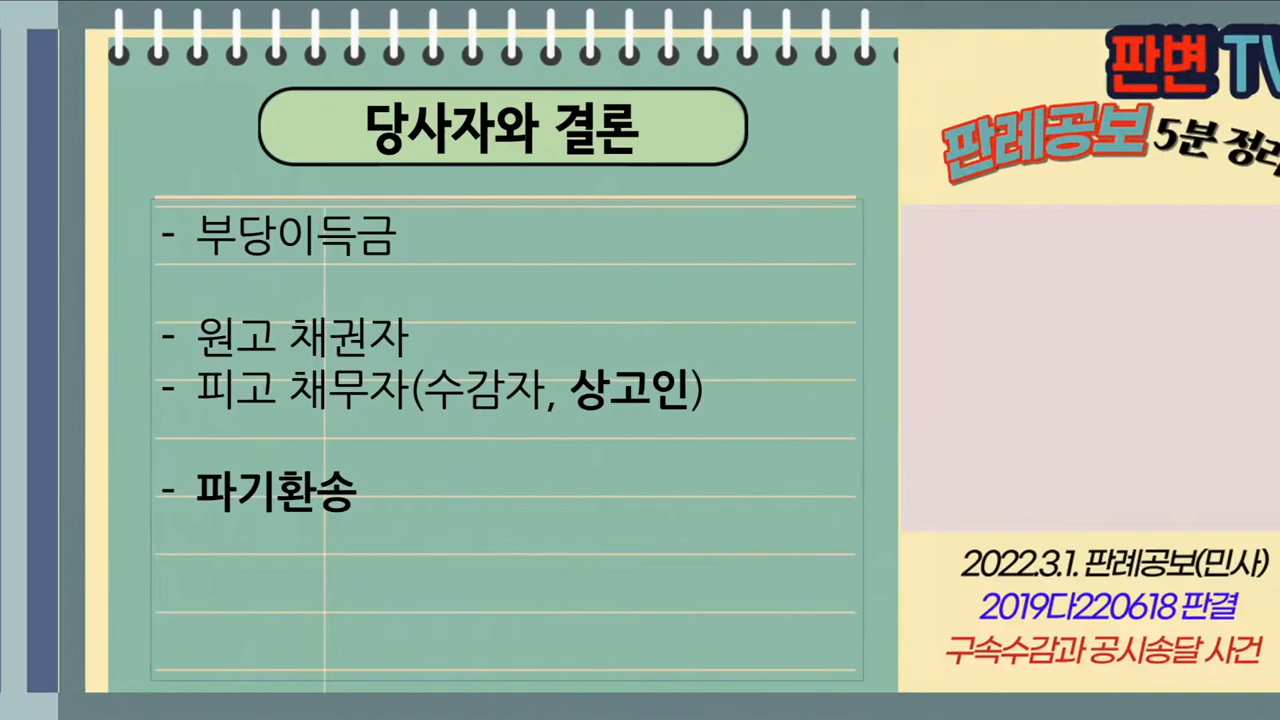 당사자와 결론
- 부당이득금
- 원고 채권자
- 피고 채무자(수감자, 상고인)
- 파기환송
판변 TV
판례공보 5분 정리
2022.3.1. 판례공보(민사)
2019다220618 판결
구속수감과 공시송달 사건